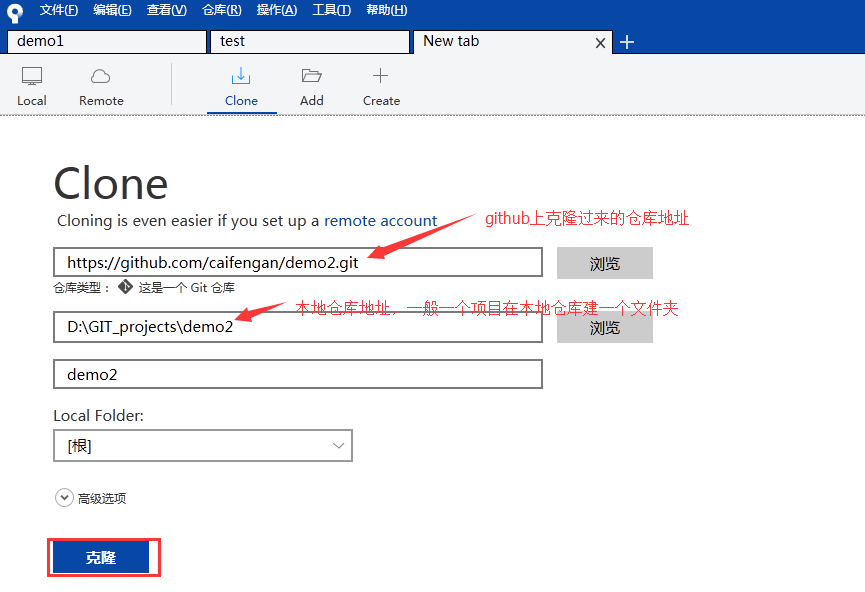 文件(F) 编辑(E) 查看(V) 仓库(R) 操作(A) 工具(T) 帮助(H)
demo1 test New tab
Local Remote Clone Add Create
Clone
Cloning is even easier if you set up a remote account
github上克隆过来的仓库地址
https://github.com/caifengan/demo2.git 浏览
仓库类型： 这是一个 Git 仓库
本地仓库地址，一般一个项目在本地仓库建一个文件夹
D:\GIT_projects\demo2 浏览
demo2
Local Folder:
[根]
高级选项
克隆